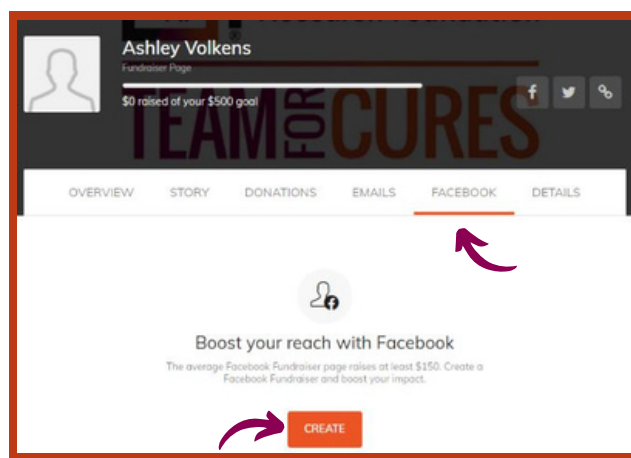 Research Foundation
Ashley Volkens
Fundraiser Page
$0 raised of your $500 goal
TEAM FOR CURES
OVERVIEW STORY DONATIONS EMAILS FACEBOOK DETAILS
Boost your reach with Facebook
The average Facebook Fundraiser page raises at least $150. Create a
Facebook Fundraiser and boost your impact.
CREATE